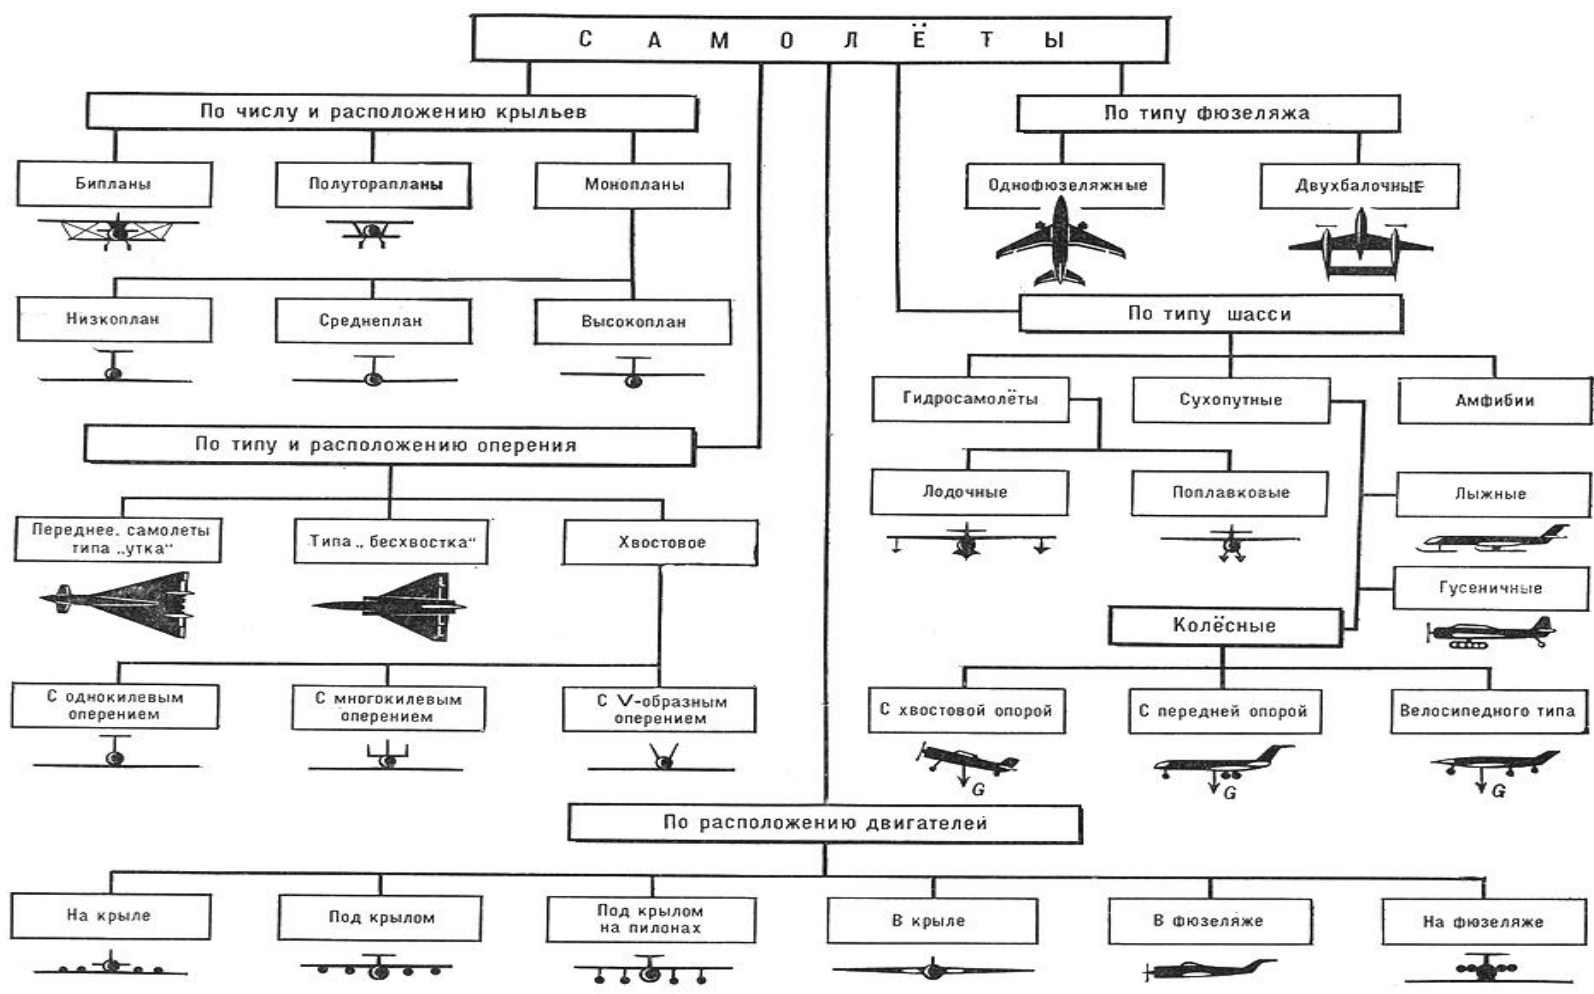 САМОЛЁТЫ
По числу и расположению крыльев
Бипланы
Полуторапланы
Монопланы
Низкоплан
Среднеплан
Высокоплан
По типу фюзеляжа
Однофюзеляжные
Двухбалочные
По типу шасси
Гидросамолёты
Сухопутные
Амфибии
Лодочные
Поплавковые
Лыжные
Гусеничные
Колёсные
С хвостовой опорой
С передней опорой
Велосипедного типа
G
G
G
По типу и расположению оперения
Переднее. самолеты
типа „утка“
Типа „ бесхвостка“
Хвостовое
С однокилевым
оперением
С многокилевым
оперением
С V-образным
оперением
По расположению двигателей
На крыле
Под крылом
Под крылом
на пилонах
В крыле
В фюзеляже
На фюзеляже